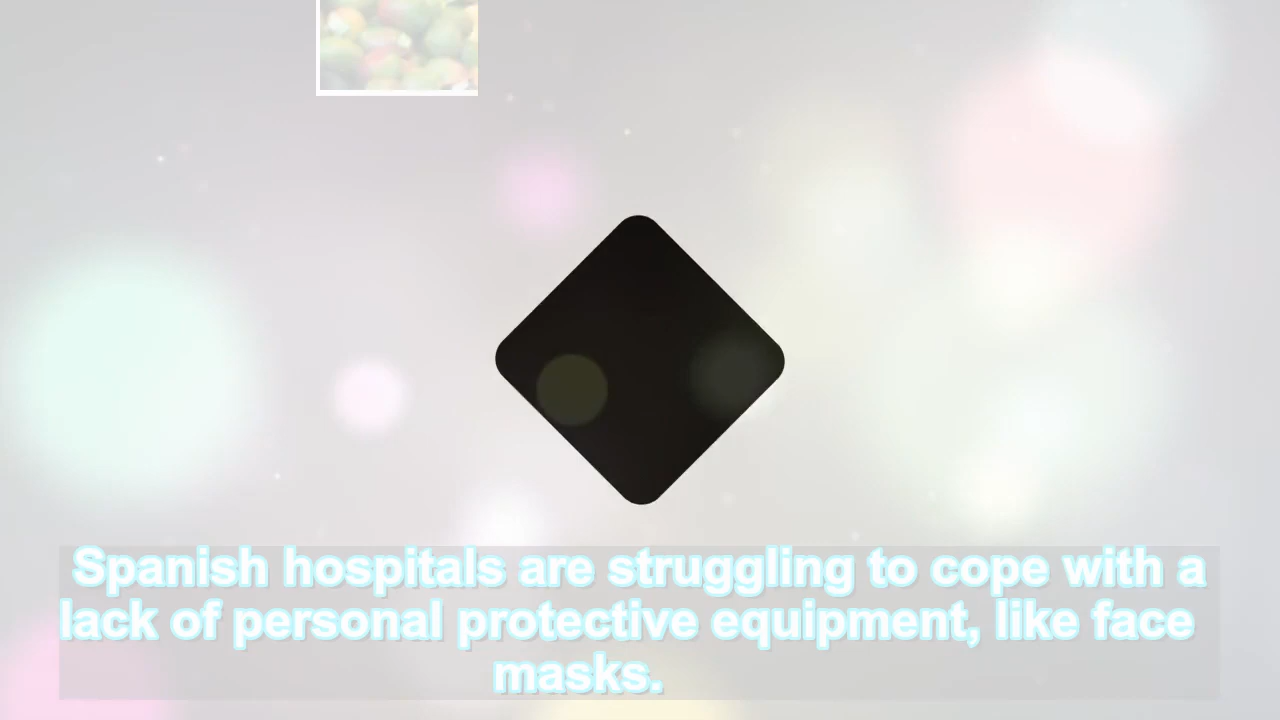 Spanish hospitals are struggling to cope with a
lack of personal protective equipment, like face
masks.